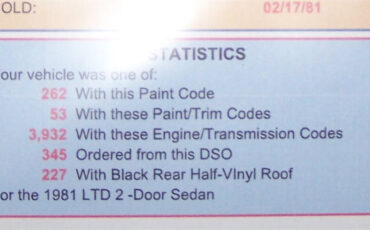 OLD: 02/17/81
STATISTICS
our vehicle was one of:
262 With this Paint Code
53 With these Paint/Trim Codes
3,932 With these Engine/Transmission Codes
345 Ordered from this DSO
227 With Black Rear Half-VInyl Roof
or the 1981 LTD 2 -Door Sedan